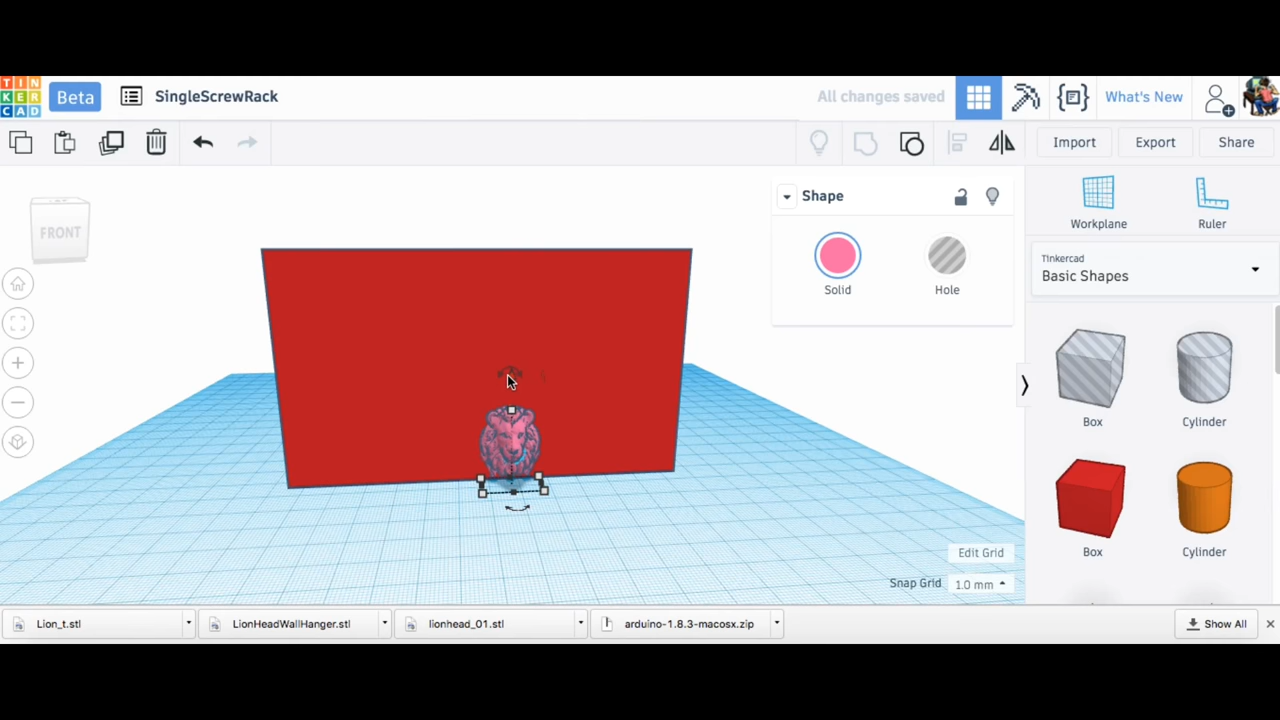 TIN
KER
CAD
Beta
SingleScrewRack
All changes saved
What's New
Import
Export
Share
FRONT
Shape
Solid
Hole
Workplane
Ruler
Tinkercad
Basic Shapes
Box
Cylinder
Box
Cylinder
Edit Grid
Snap Grid
1.0 mm
Lion_t.stl
LionHeadWallHanger.stl
lionhead_01.stl
arduino-1.8.3-macosx.zip
Show All